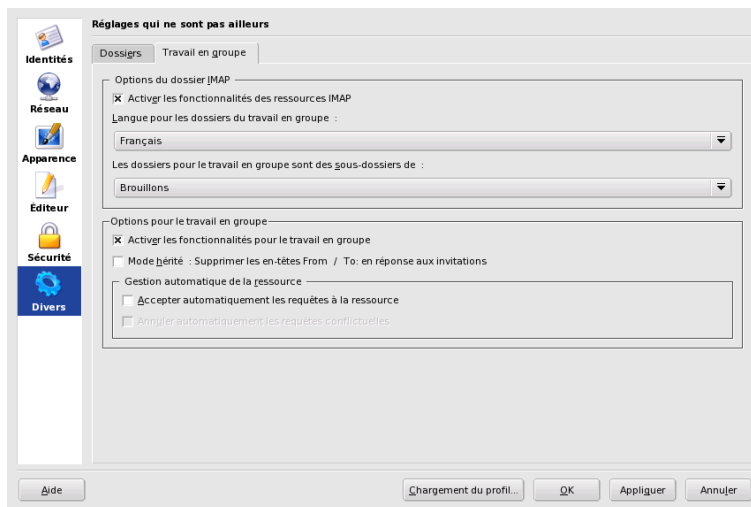 Réglages qui ne sont pas ailleurs
Identités
Réseau
Apparence
Éditeur
Sécurité
Divers
Dossiers
Travail en groupe
Options du dossier IMAP
Activer les fonctionnalités des ressources IMAP
Langue pour les dossiers du travail en groupe :
Français
Les dossiers pour le travail en groupe sont des sous-dossiers de :
Brouillons
Options pour le travail en groupe
Activer les fonctionnalités pour le travail en groupe
Mode hérité : Supprimer les en-têtes From / To: en réponse aux invitations
Gestion automatique de la ressource
Accepter automatiquement les requêtes à la ressource
Annuler automatiquement les requêtes conflictuelles
Aide
Chargement du profil...
OK
Appliquer
Annuler